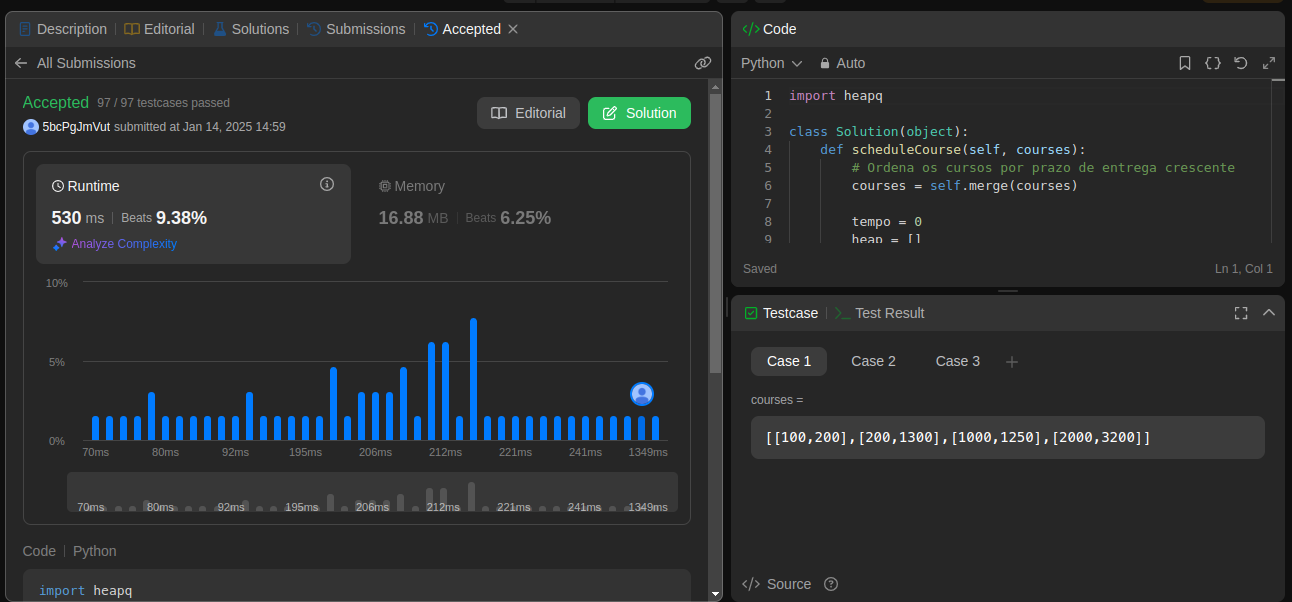 Description
Editorial
Solutions
Submissions
Accepted
All Submissions
Accepted 97 / 97 testcases passed
5bcPgJmVut submitted at Jan 14, 2025 14:59
Editorial
Solution
Runtime
530 ms Beats 9.38%
Analyze Complexity
Memory
16.88 MB Beats 6.25%
10%
5%
0%
70ms 80ms 92ms 195ms 206ms 212ms 221ms 241ms 1349ms
70ms 80ms 92ms 195ms 206ms 212ms 221ms 241ms 1349ms
Code Python
import heapq
Code
Python Auto
1 import heapq
2
3 class Solution(object):
4 def scheduleCourse(self, courses):
5 # Ordena os cursos por prazo de entrega crescente
6 courses = self.merge(courses)
7
8 tempo = 0
9 heap = []
Saved Ln 1, Col 1
Testcase Test Result
Case 1 Case 2 Case 3
courses =
[[100,200],[200,1300],[1000,1250],[2000,3200]]
Source